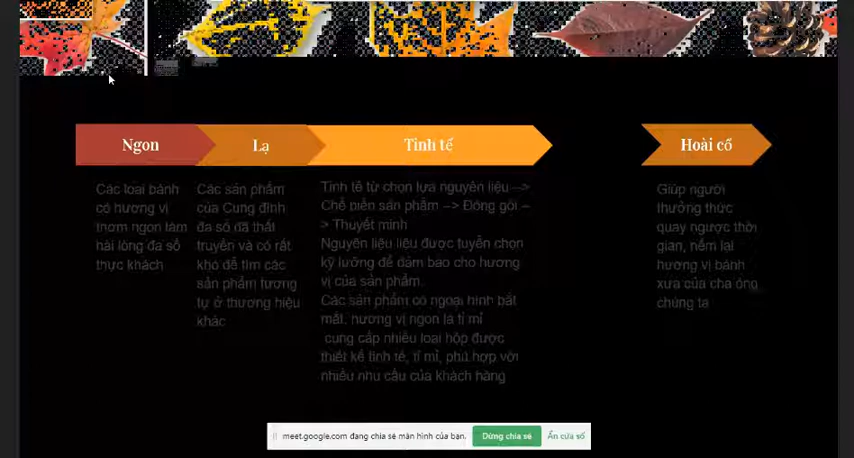 Ngon
Lạ
Tinh tế
Hoài cổ
Các loại bánh
có hương vị
thơm ngon làm
hài lòng đa số
thực khách
Các sản phẩm
của Cung đình
đa số đã thất
truyền và có rất
khó để tìm các
sản phẩm tương
tự ở thương hiệu
khác
Tinh tế từ chọn lựa nguyên liệu -->
Chế biến sản phẩm --> Đóng gói --
> Thuyết minh
Nguyên liệu liệu được tuyển chọn
kỹ lưỡng để đảm bảo cho hương
vị của sản phẩm.
Các sản phẩm có ngoại hình bắt
mắt, hương vị ngon là tỉ mỉ
cung cấp nhiều loại hộp được
thiết kế tinh tế, tỉ mỉ, phù hợp với
nhiều nhu cầu của khách hàng
Giúp người
thưởng thức
quay ngược thời
gian, nếm lại
hương vị bánh
xưa của cha ông
chúng ta
meet.google.com đang chia sẻ màn hình của bạn.
Dừng chia sẻ
Ẩn cửa sổ